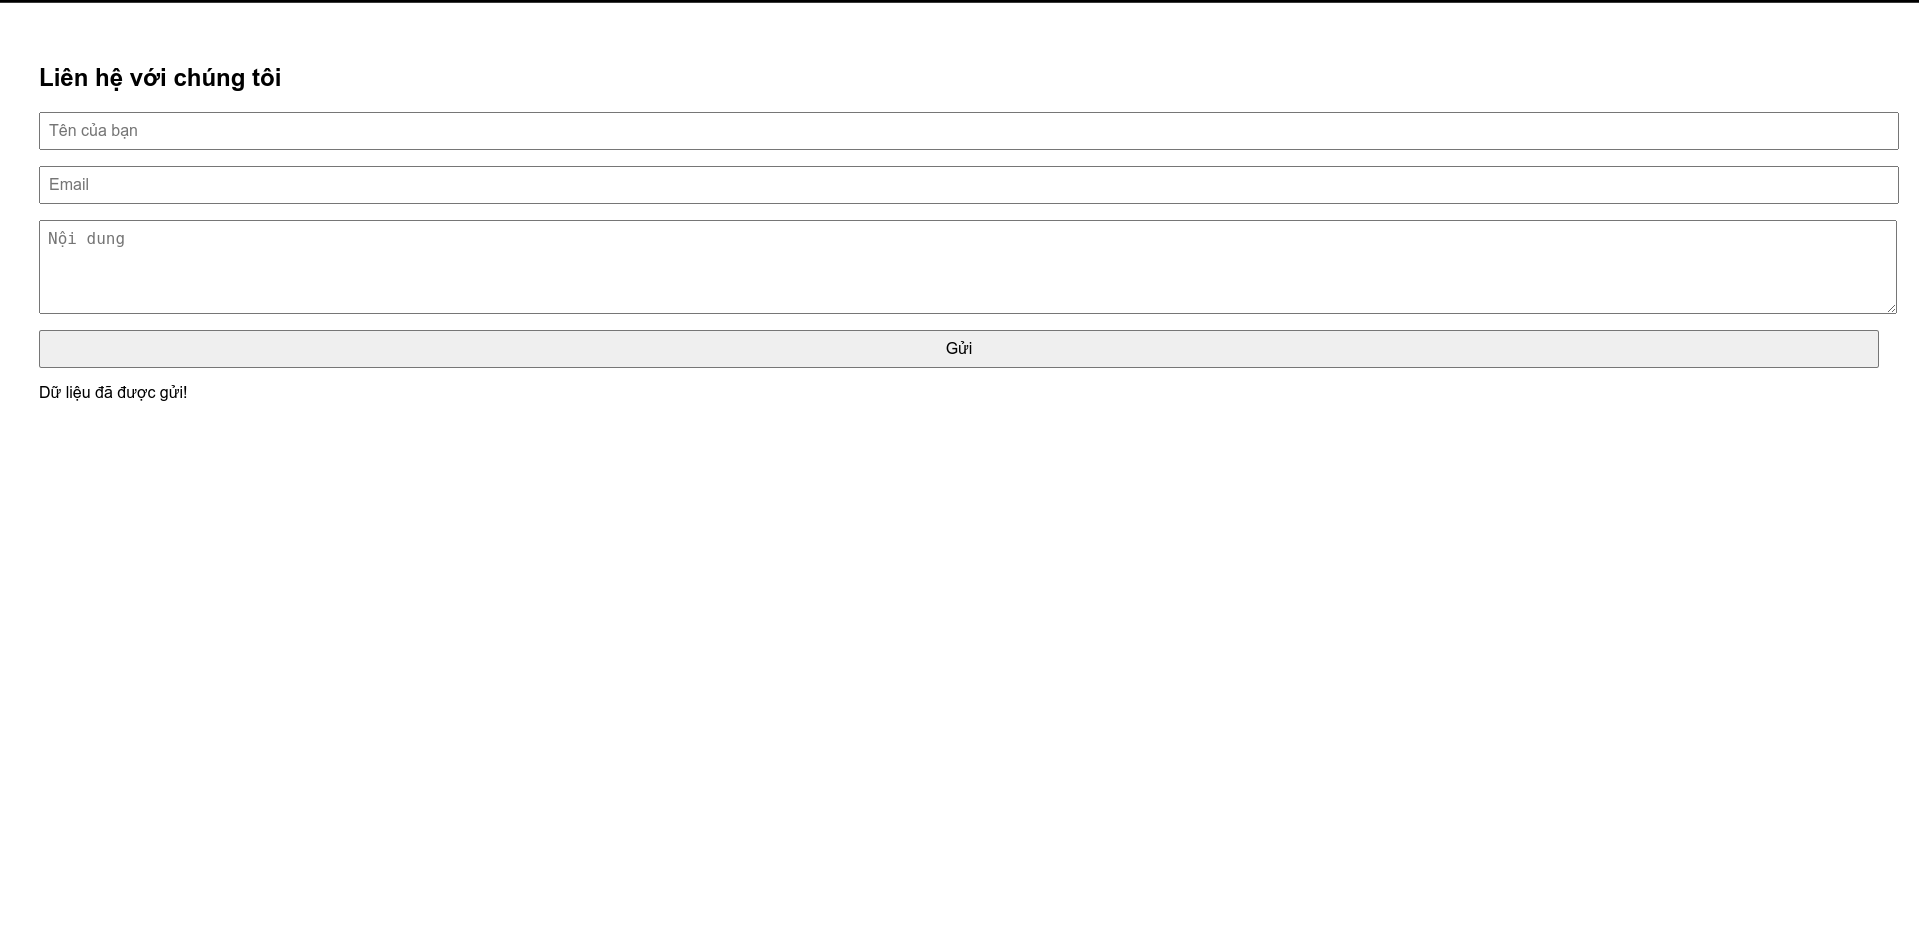 Liên hệ với chúng tôi
Tên của bạn
Email
Nội dung
Gửi
Dữ liệu đã được gửi!